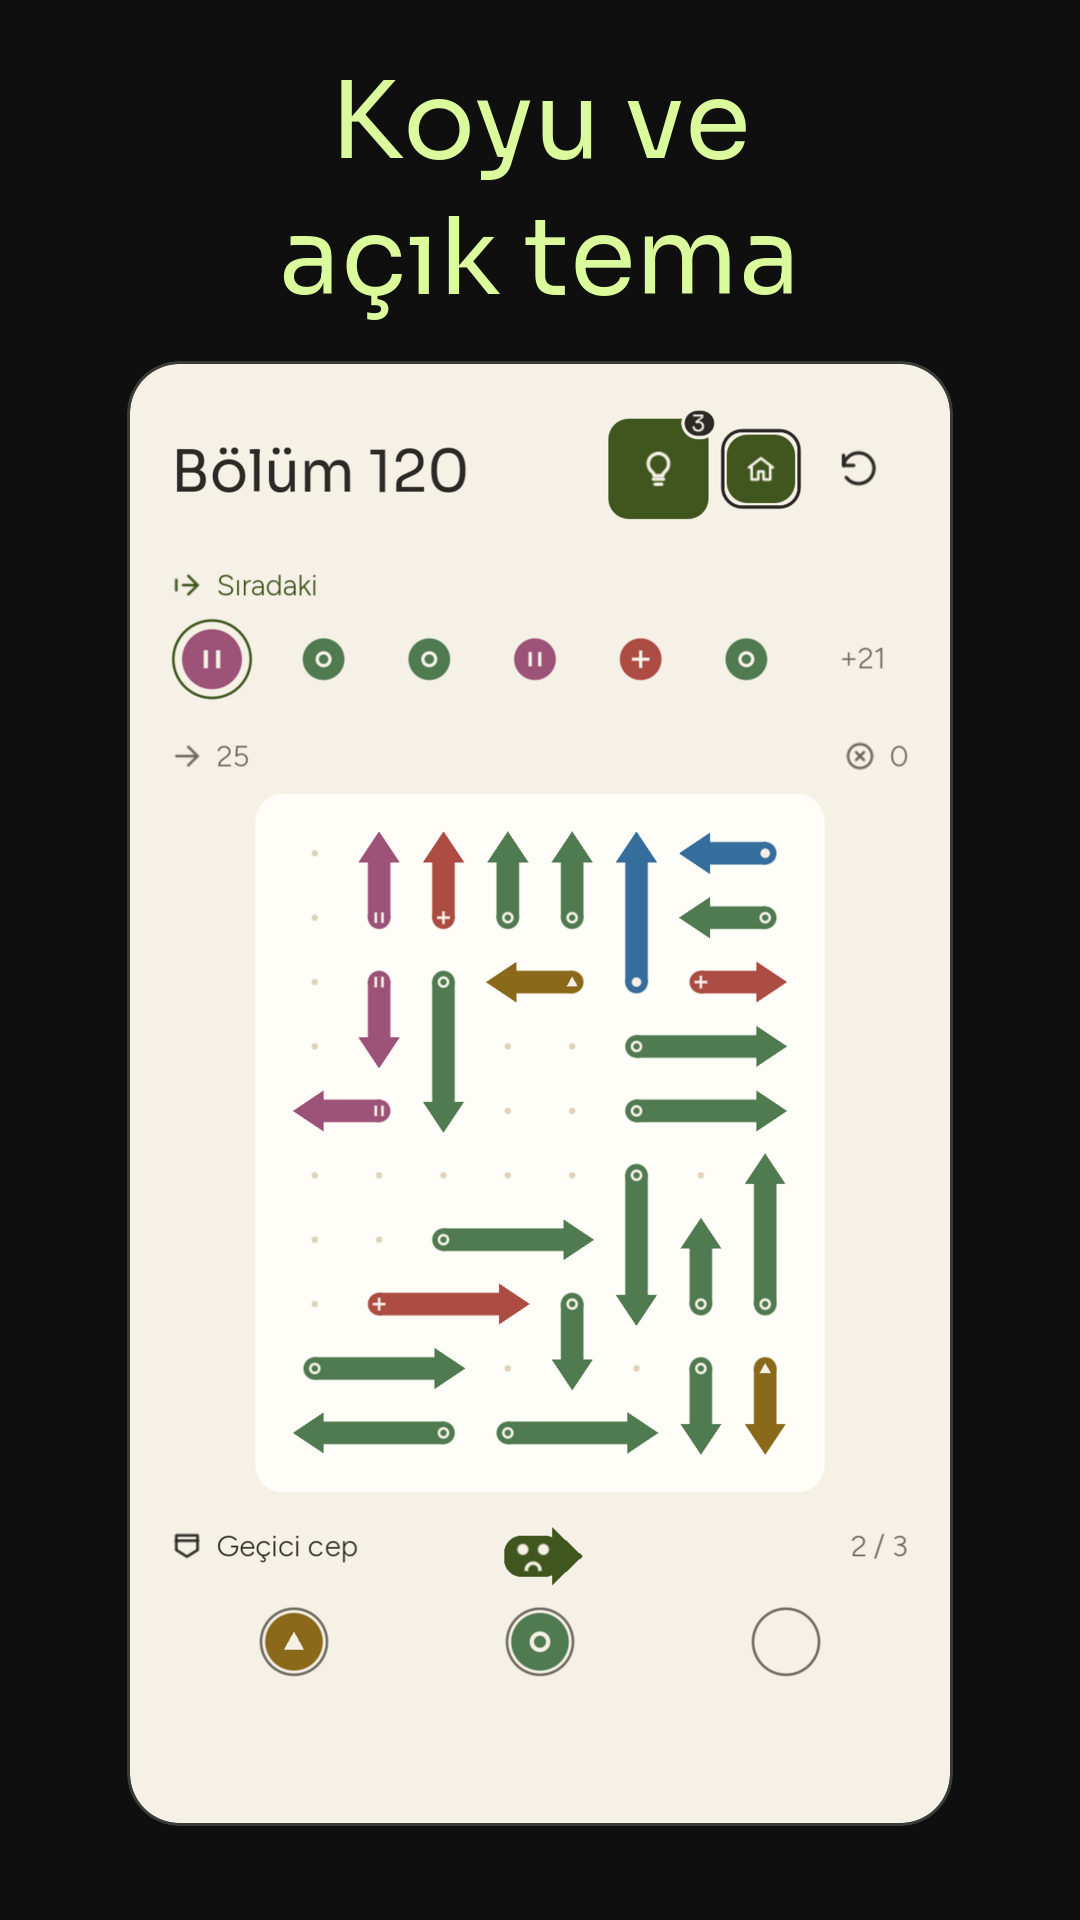 Koyu ve
açık tema
Bölüm 120
3
Sıradaki
+21
25
0
Geçici cep
2 / 3